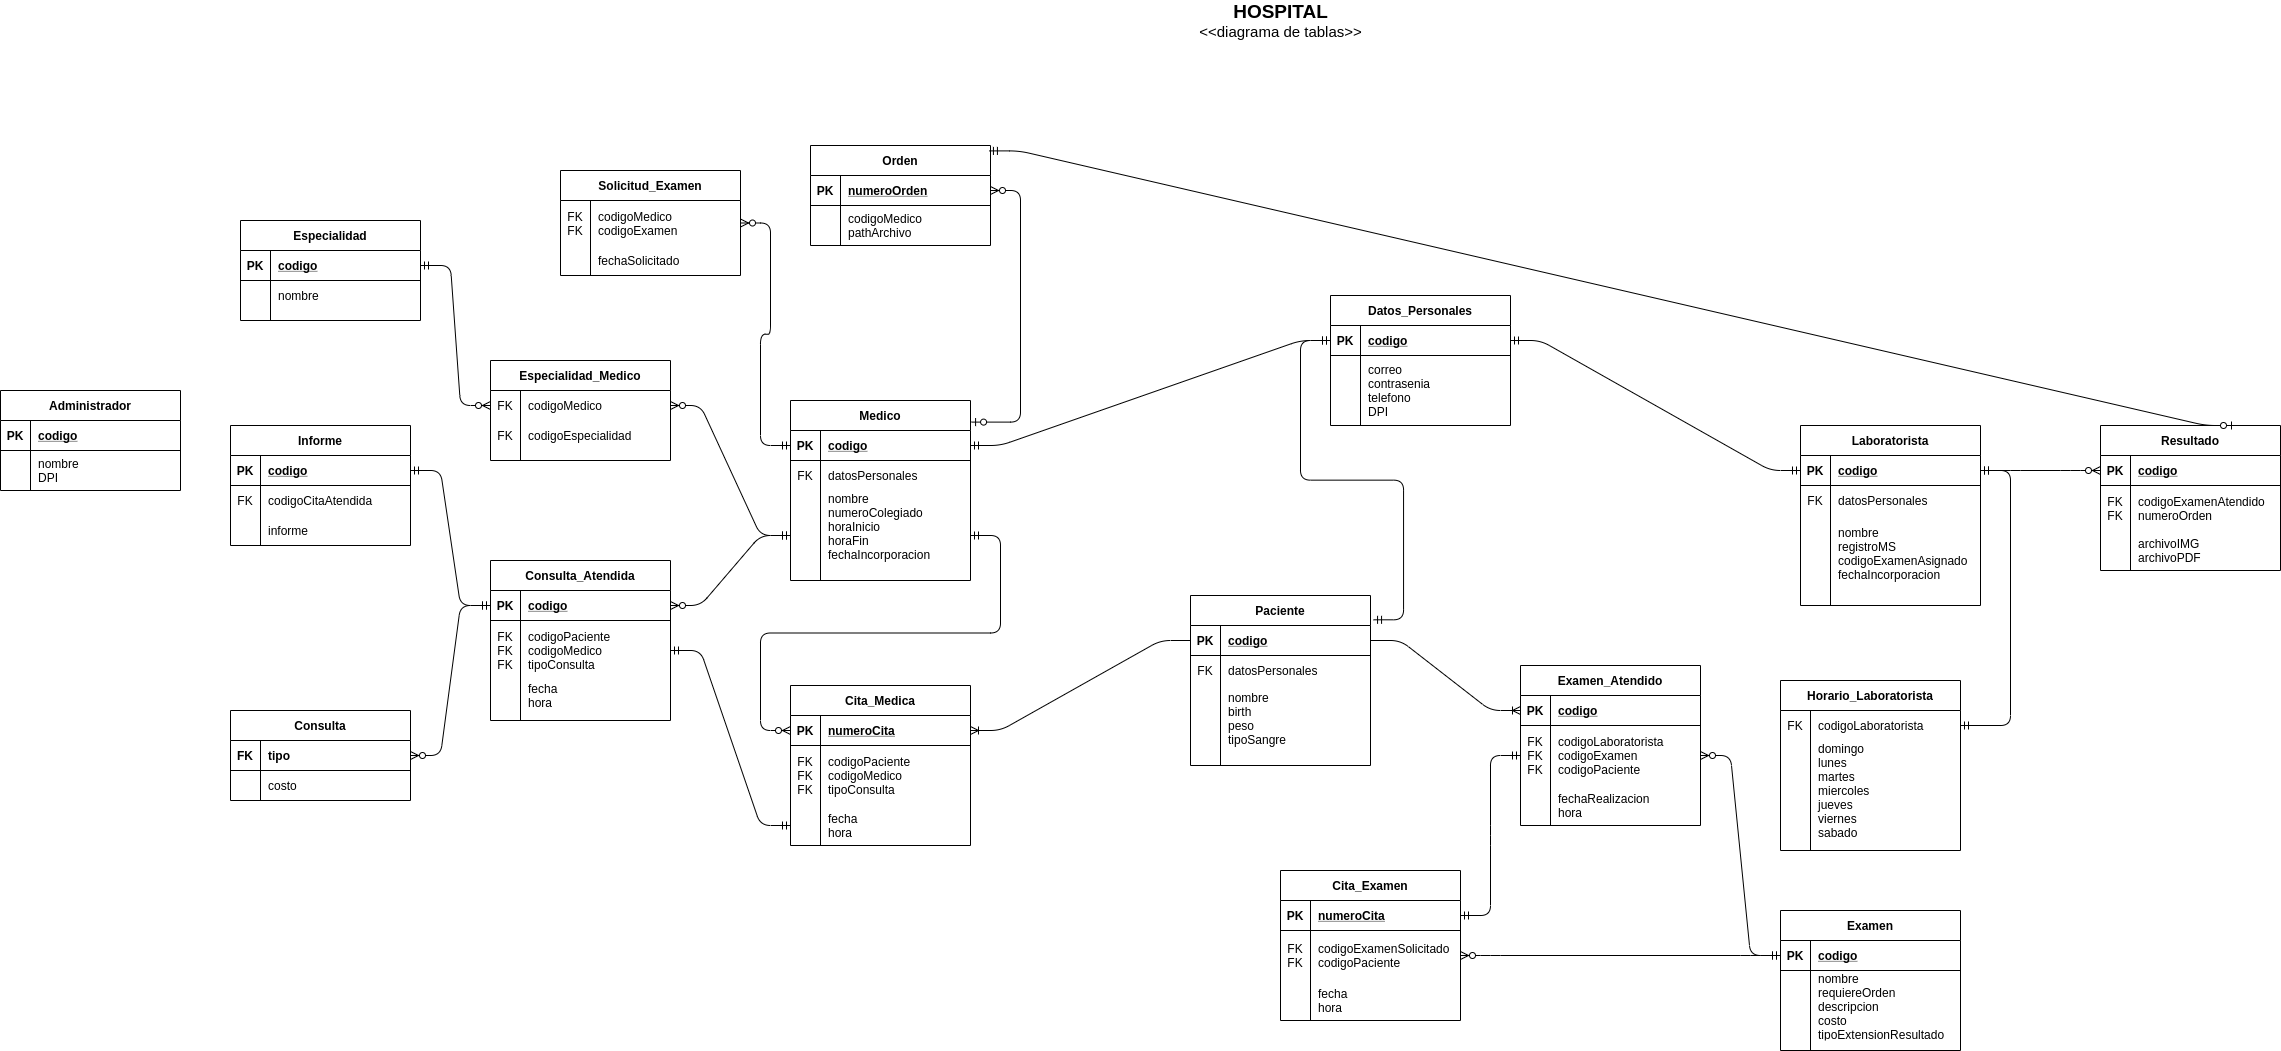 HOSPITAL
<<diagrama de tablas>>
Orden
PK numeroOrden
codigoMedico
pathArchivo
Solicitud_Examen
FK codigoMedico
FK codigoExamen
fechaSolicitado
Especialidad
PK codigo
nombre
Datos_Personales
PK codigo
correo
contrasenia
telefono
DPI
Especialidad_Medico
FK codigoMedico
FK codigoEspecialidad
Administrador
PK codigo
nombre
DPI
Medico
PK codigo
FK datosPersonales
nombre
numeroColegiado
horaInicio
horaFin
fechaIncorporacion
Informe
PK codigo
FK codigoCitaAtendida
informe
Laboratorista
PK codigo
FK datosPersonales
nombre
registroMS
codigoExamenAsignado
fechaIncorporacion
Resultado
PK codigo
FK codigoExamenAtendido
FK numeroOrden
archivoIMG
archivoPDF
Consulta_Atendida
PK codigo
FK codigoPaciente
FK codigoMedico
FK tipoConsulta
fecha
hora
Paciente
PK codigo
FK datosPersonales
nombre
birth
peso
tipoSangre
Examen_Atendido
PK codigo
FK codigoLaboratorista
FK codigoExamen
FK codigoPaciente
fechaRealizacion
hora
Cita_Medica
PK numeroCita
FK codigoPaciente
FK codigoMedico
FK tipoConsulta
fecha
hora
Horario_Laboratorista
FK codigoLaboratorista
domingo
lunes
martes
miercoles
jueves
viernes
sabado
Consulta
FK tipo
costo
Cita_Examen
PK numeroCita
FK codigoExamenSolicitado
FK codigoPaciente
fecha
hora
Examen
PK codigo
nombre
requiereOrden
descripcion
costo
tipoExtensionResultado